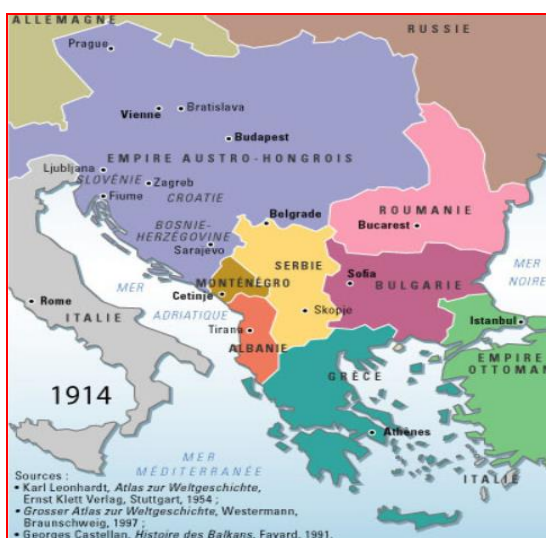 ALLEMAGNE
RUSSIE
Prague
Vienne
Bratislava
Budapest
EMPIRE AUSTRO-HONGROIS
Ljubljana
SLOVÉNIE
Zagreb
CROATIE
Fiume
BOSNIE-
HERZÉGOVINE
Sarajevo
Belgrade
ROUMANIE
Bucarest
SERBIE
Sofia
BULGARIE
MER
NOIRE
MONTÉNÉGRO
Cetinje
Skopje
MER
ADRIATIQUE
Rome
ITALIE
Tirana
ALBANIE
Istanbul
EMPIRE
OTTOMAN
GRÈCE
Athènes
ITALIE
1914
MER
MÉDITERRANÉE
Sources :
• Karl Leonhardt, Atlas zur Weltgeschichte,
Ernst Klett Verlag, Stuttgart, 1954 ;
• Grosser Atlas zur Weltgeschichte, Westermann,
Braunschweig, 1997 ;
• Georges Castellan, Histoire des Balkans, Fayard, 1991.